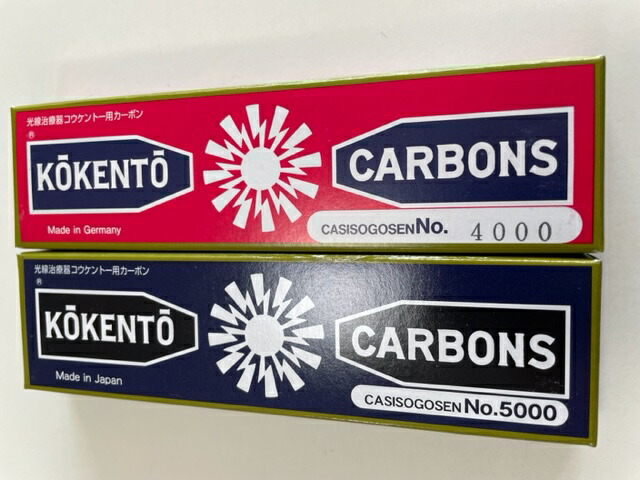 光線治療器コウケントー用カーボン
®
KŌKENTŌ
CARBONS
Made in Germany
CASISOGOSEN No. 4000
光線治療器コウケントー用カーボン
®
KŌKENTŌ
CARBONS
Made in Japan
CASISOGOSEN No.5000